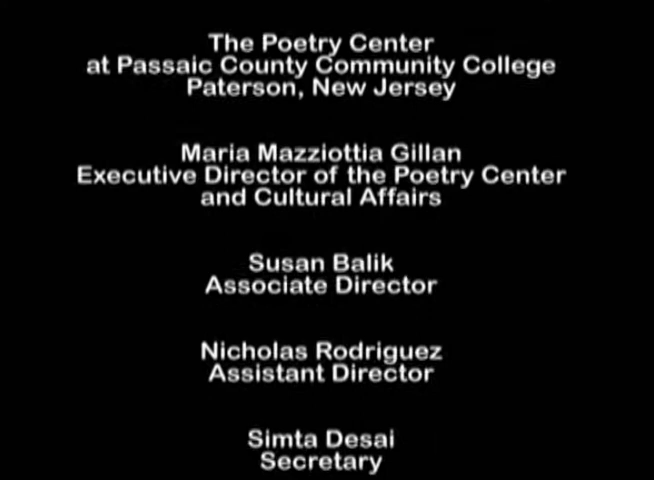 The Poetry Center
at Passaic County Community College
Paterson, New Jersey
Maria Mazziottia Gillan
Executive Director of the Poetry Center
and Cultural Affairs
Susan Balik
Associate Director
Nicholas Rodriguez
Assistant Director
Simta Desai
Secretary